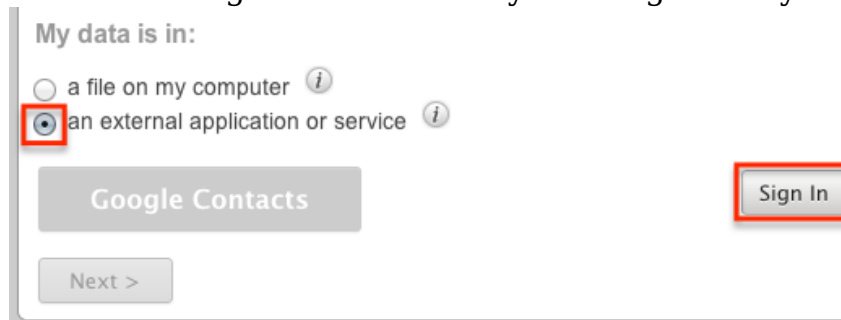 My data is in:
a file on my computer i
an external application or service i
Google Contacts
Sign In
Next >